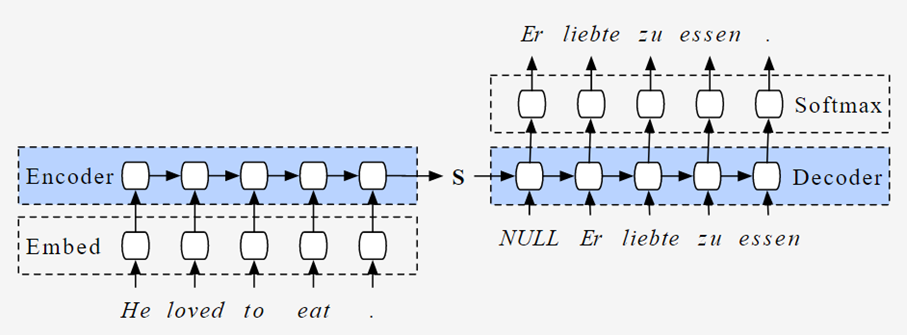 Er liebte zu essen .
Softmax
Encoder
S
Decoder
Embed
NULL Er liebte zu essen
He loved to eat .